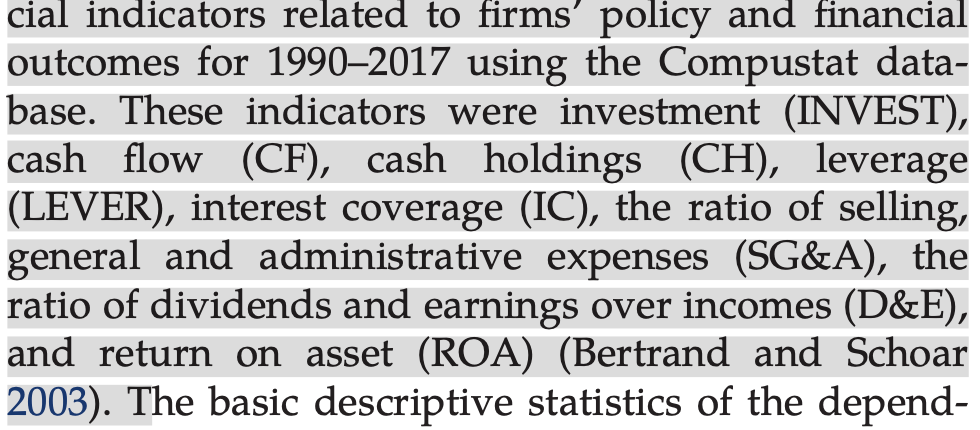 cial indicators related to firms’ policy and financial
outcomes for 1990–2017 using the Compustat data-
base. These indicators were investment (INVEST),
cash flow (CF), cash holdings (CH), leverage
(LEVER), interest coverage (IC), the ratio of selling,
general and administrative expenses (SG&A), the
ratio of dividends and earnings over incomes (D&E),
and return on asset (ROA) (Bertrand and Schoar
2003). The basic descriptive statistics of the depend-